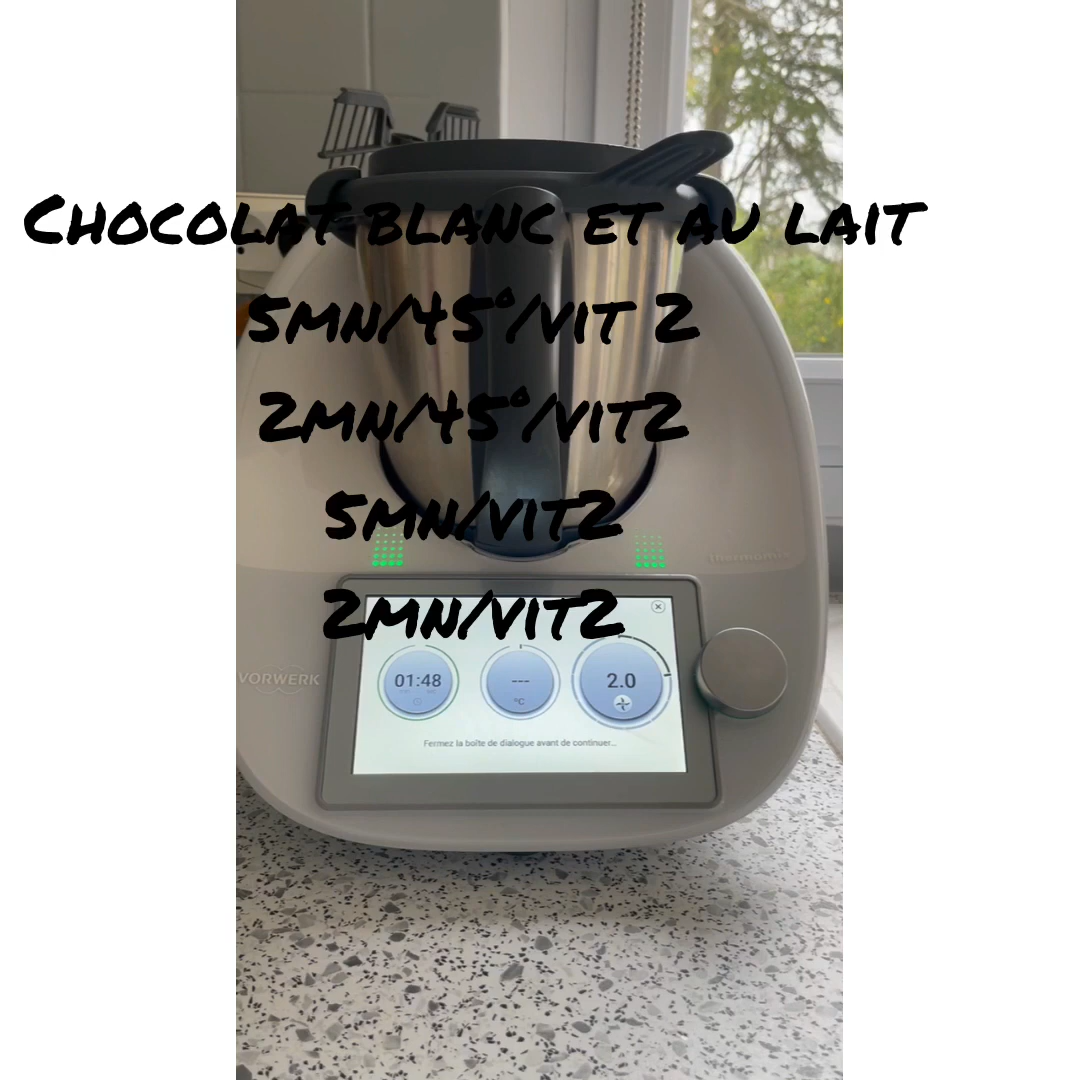 Chocolat blanc et au lait
5mn/45°/vit 2
2mn/45°/vit2
5mn/vit2
2mn/vit2
thermomix
VORWERK
01:48
---
°C
2.0
Fermez la boîte de dialogue avant de continuer...